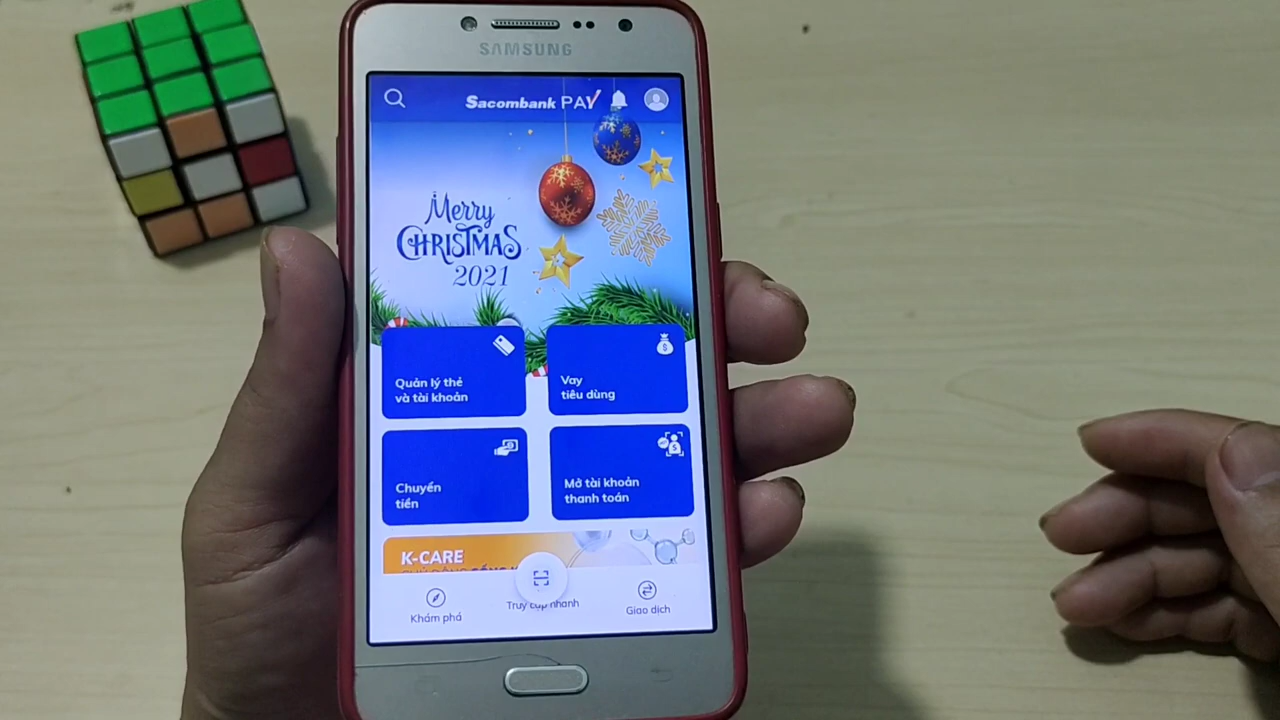 SAMSUNG
Sacombank PAY
Merry
CHRISTMAS
2021
Quản lý thẻ
và tài khoản
Vay
tiêu dùng
Chuyển
tiền
Mở tài khoản
thanh toán
K-CARE
Khám phá
Truy cập nhanh
Giao dịch